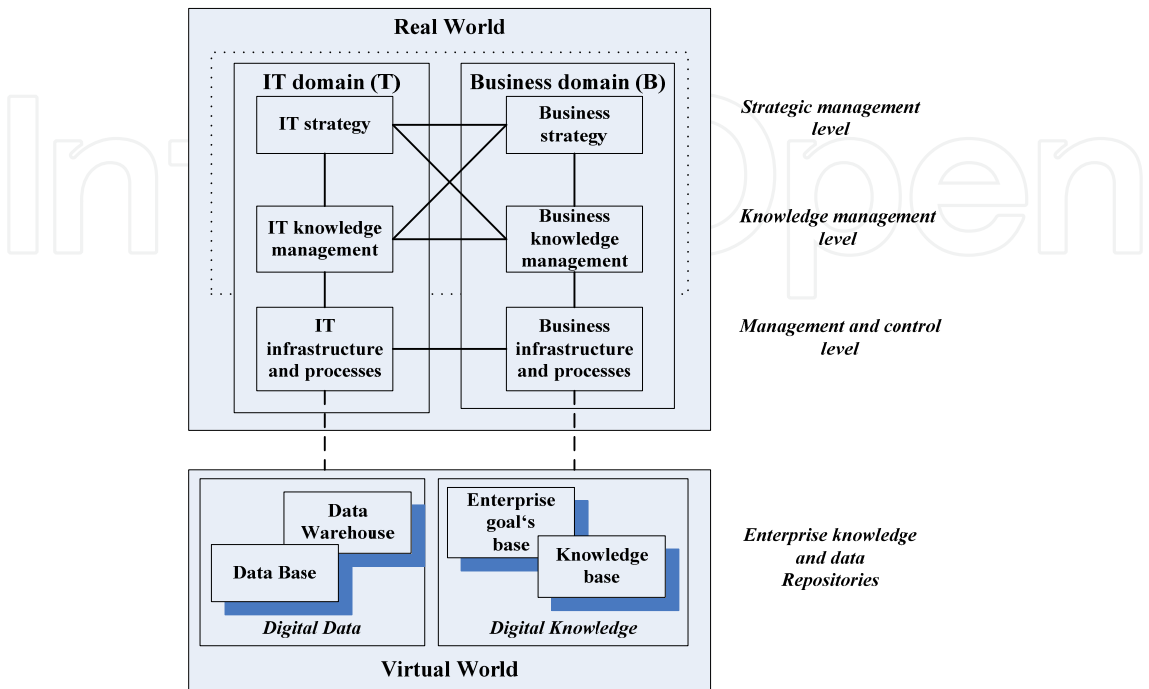 Real World
IT domain (T)
Business domain (B)
IT strategy
Business
strategy
Strategic management
level
IT knowledge
management
Business
knowledge
management
Knowledge management
level
IT
infrastructure
and processes
Business
infrastructure
and processes
Management and control
level
Data
Warehouse
Data Base
Digital Data
Enterprise
goal‘s
base
Knowledge
base
Digital Knowledge
Enterprise knowledge
and data
Repositories
Virtual World